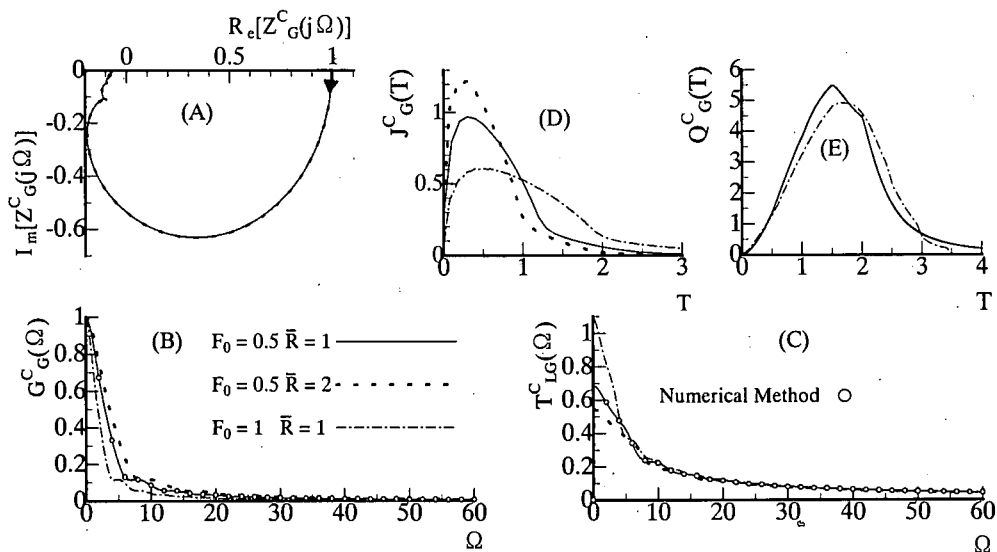 R_e[Z^C_G(jΩ)]
0 0.5 1
0
-0.2
-0.4
-0.6
I_m[Z^C_G(jΩ)]
(A)
J^C_G(T)
1
0.5
0
0 1 2 3
T
(D)
Q^C_G(T)
6
5
4
3
2
1
0
0 1 2 3 4
T
(E)
G^C_G(Ω)
1
0.8
0.6
0.4
0.2
0
0 10 20 30 40 50 60
Ω
(B)
F_0 = 0.5 R̄ = 1
F_0 = 0.5 R̄ = 2
F_0 = 1 R̄ = 1
T^C_LG(Ω)
1
0.8
0.6
0.4
0.2
0
0 10 20 30 40 50 60
Ω
(C)
Numerical Method